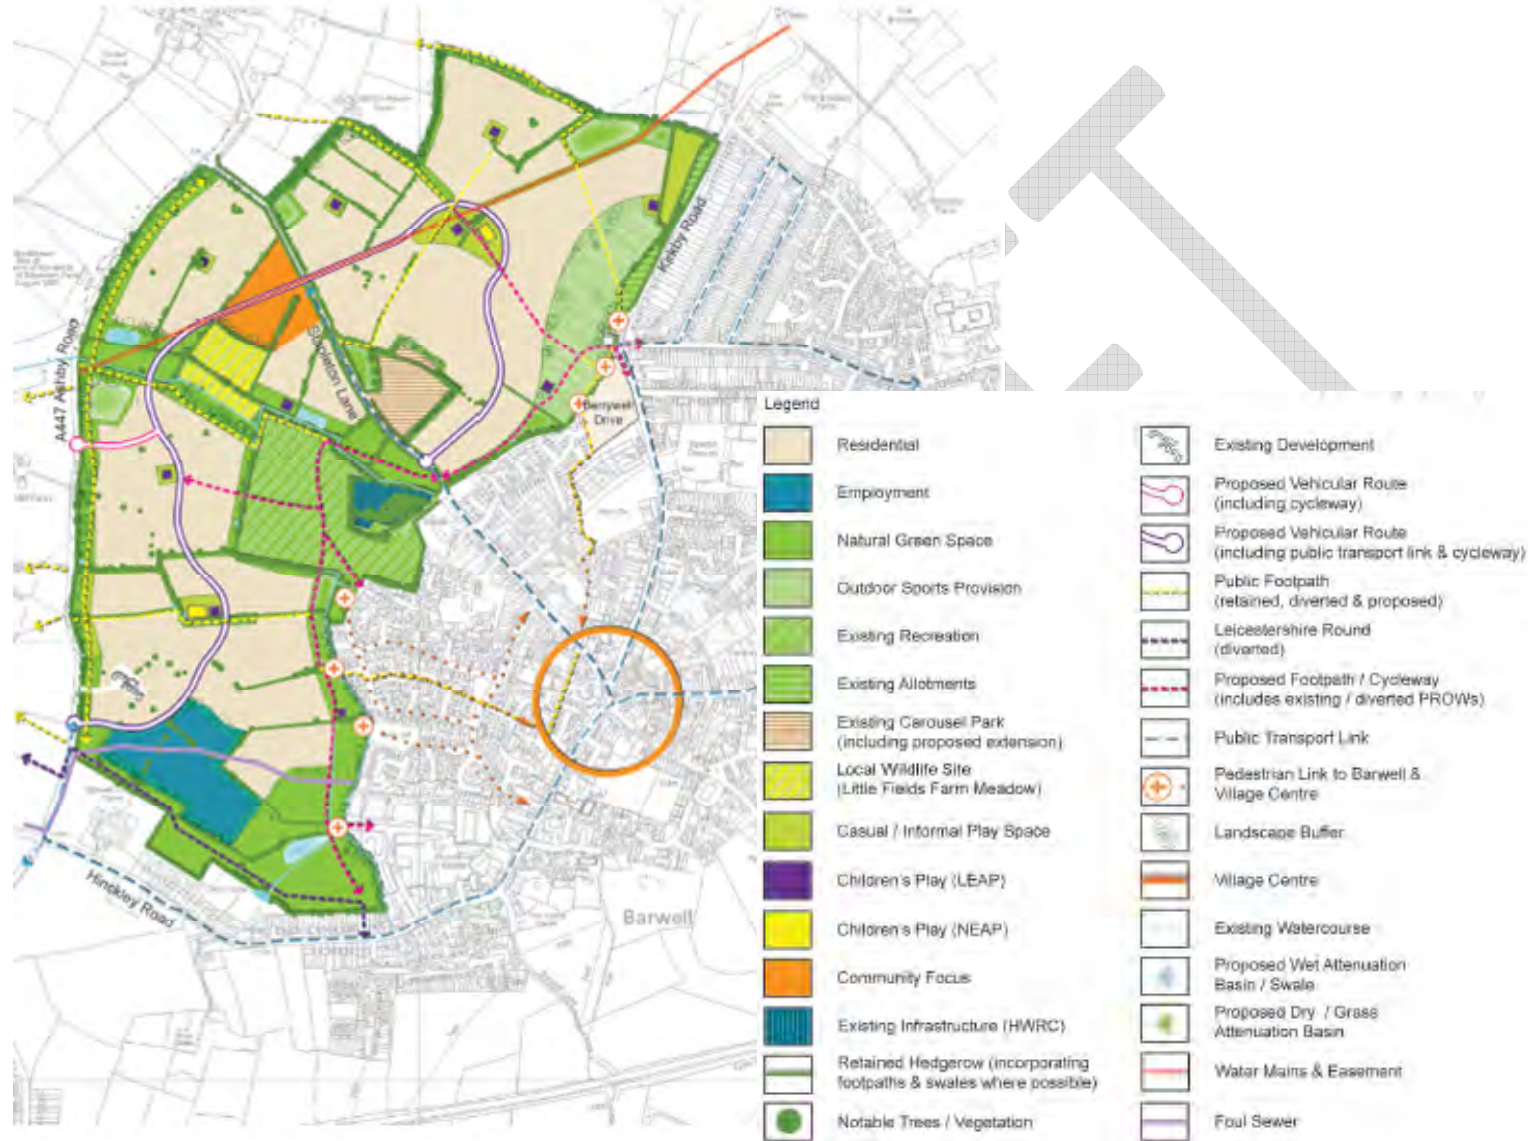 Kirkby Road
A447 Ashby Road
Stapleton Lane
Berrywell
Drive
Hinckley Road
Barwell
Legend
Residential
Employment
Natural Green Space
Outdoor Sports Provision
Existing Recreation
Existing Allotments
Existing Carousel Park
(including proposed extension)
Local Wildlife Site
(Little Fields Farm Meadow)
Casual / Informal Play Space
Children's Play (LEAP)
Children's Play (NEAP)
Community Focus
Existing Infrastructure (HWRC)
Retained Hedgerow (incorporating
footpaths & swales where possible)
Notable Trees / Vegetation
Existing Development
Proposed Vehicular Route
(including cycleway)
Proposed Vehicular Route
(including public transport link & cycleway)
Public Footpath
(retained, diverted & proposed)
Leicestershire Round
(diverted)
Proposed Footpath / Cycleway
(includes existing / diverted PROWs)
Public Transport Link
Pedestrian Link to Barwell &
Village Centre
Landscape Buffer
Village Centre
Existing Watercourse
Proposed Wet Attenuation
Basin / Swale
Proposed Dry / Grass
Attenuation Basin
Water Mains & Easement
Foul Sewer